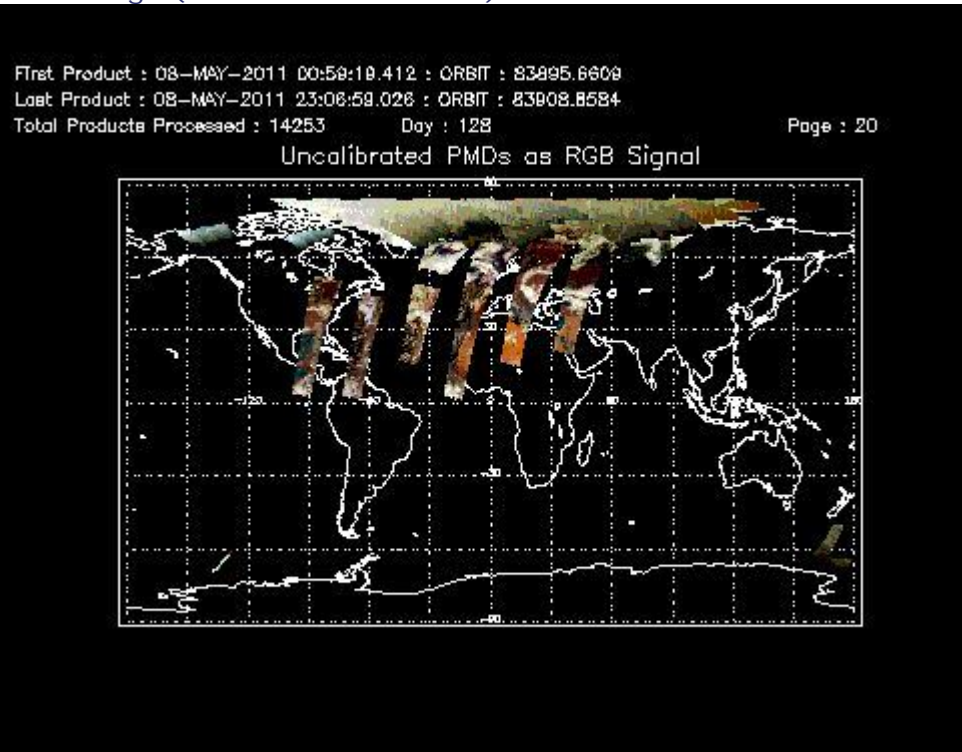 First Product : 08-MAY-2011 00:59:19.412 : ORBIT : 83895.6609
Last Product : 08-MAY-2011 23:06:59.026 : ORBIT : 83908.8584
Total Products Processed : 14253 Day : 128 Page : 20
Uncalibrated PMDs as RGB Signal
-120